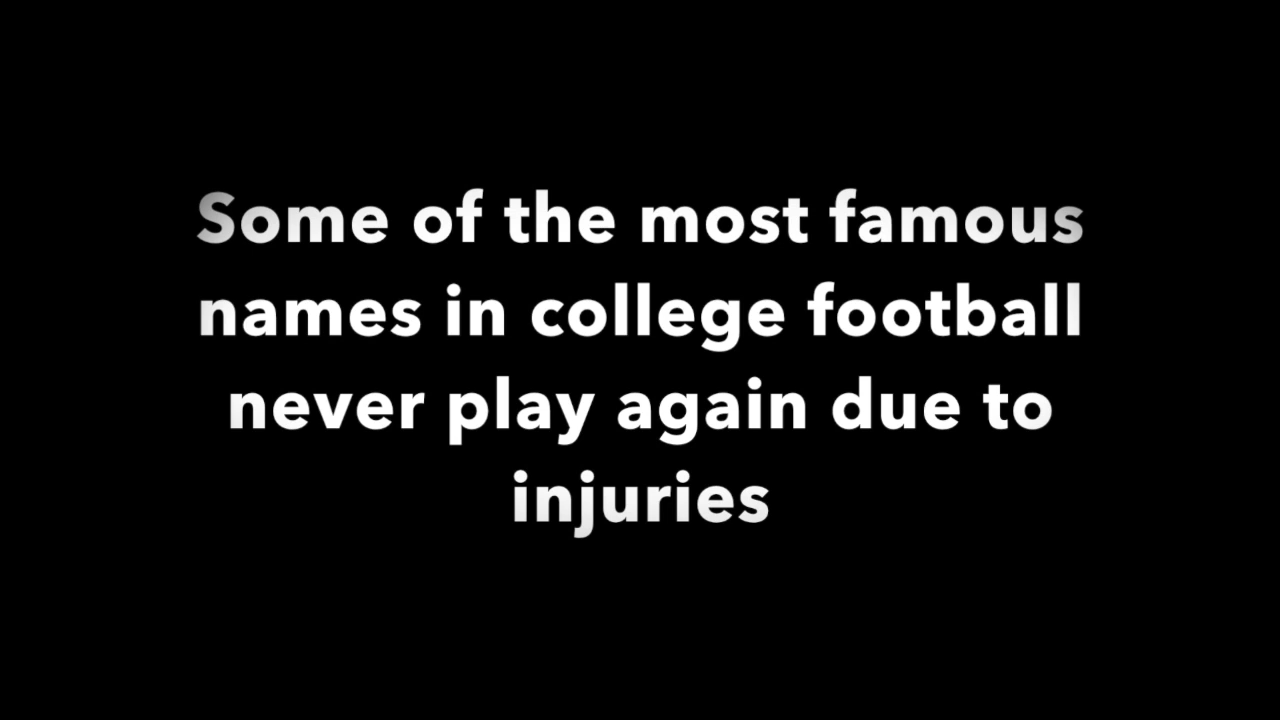 Some of the most famous
names in college football
never play again due to
injuries